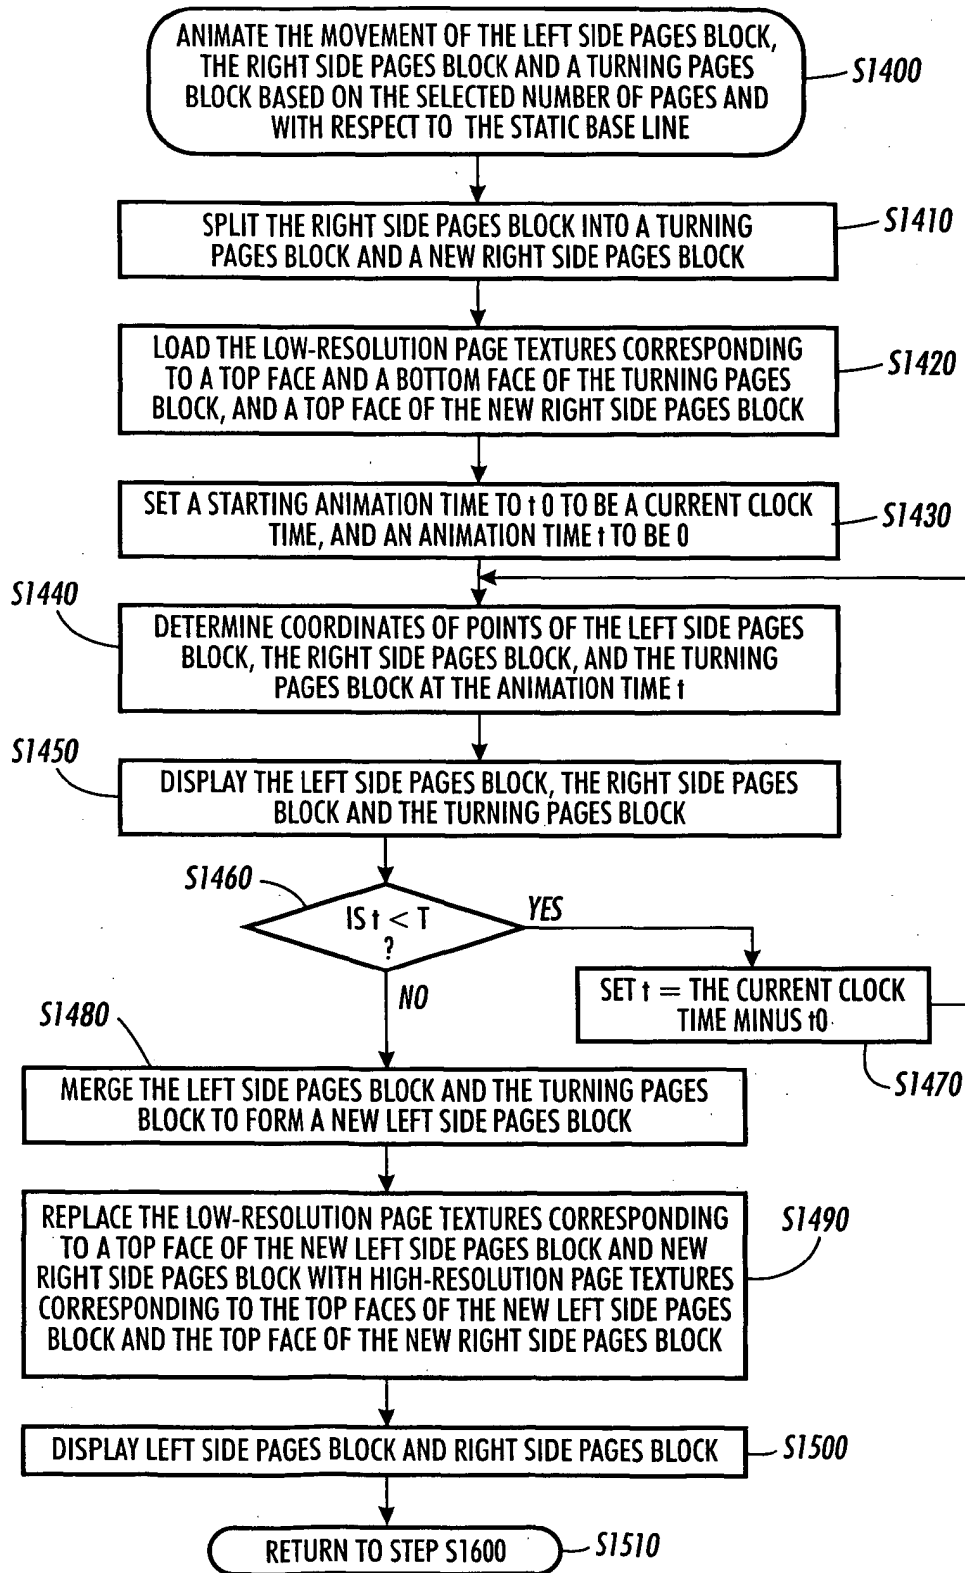 ANIMATE THE MOVEMENT OF THE LEFT SIDE PAGES BLOCK,
THE RIGHT SIDE PAGES BLOCK AND A TURNING PAGES
BLOCK BASED ON THE SELECTED NUMBER OF PAGES AND
WITH RESPECT TO THE STATIC BASE LINE
S1400
SPLIT THE RIGHT SIDE PAGES BLOCK INTO A TURNING
PAGES BLOCK AND A NEW RIGHT SIDE PAGES BLOCK
S1410
LOAD THE LOW-RESOLUTION PAGE TEXTURES CORRESPONDING
TO A TOP FACE AND A BOTTOM FACE OF THE TURNING PAGES
BLOCK, AND A TOP FACE OF THE NEW RIGHT SIDE PAGES BLOCK
S1420
SET A STARTING ANIMATION TIME TO t 0 TO BE A CURRENT CLOCK
TIME, AND AN ANIMATION TIME t TO BE 0
S1430
S1440
DETERMINE COORDINATES OF POINTS OF THE LEFT SIDE PAGES
BLOCK, THE RIGHT SIDE PAGES BLOCK, AND THE TURNING
PAGES BLOCK AT THE ANIMATION TIME t
S1450
DISPLAY THE LEFT SIDE PAGES BLOCK, THE RIGHT SIDE PAGES
BLOCK AND THE TURNING PAGES BLOCK
S1460
IS t < T
?
YES
NO
SET t = THE CURRENT CLOCK
TIME MINUS t0
S1470
S1480
MERGE THE LEFT SIDE PAGES BLOCK AND THE TURNING PAGES
BLOCK TO FORM A NEW LEFT SIDE PAGES BLOCK
REPLACE THE LOW-RESOLUTION PAGE TEXTURES CORRESPONDING
TO A TOP FACE OF THE NEW LEFT SIDE PAGES BLOCK AND NEW
RIGHT SIDE PAGES BLOCK WITH HIGH-RESOLUTION PAGE TEXTURES
CORRESPONDING TO THE TOP FACES OF THE NEW LEFT SIDE PAGES
BLOCK AND THE TOP FACE OF THE NEW RIGHT SIDE PAGES BLOCK
S1490
DISPLAY LEFT SIDE PAGES BLOCK AND RIGHT SIDE PAGES BLOCK
S1500
RETURN TO STEP S1600
S1510